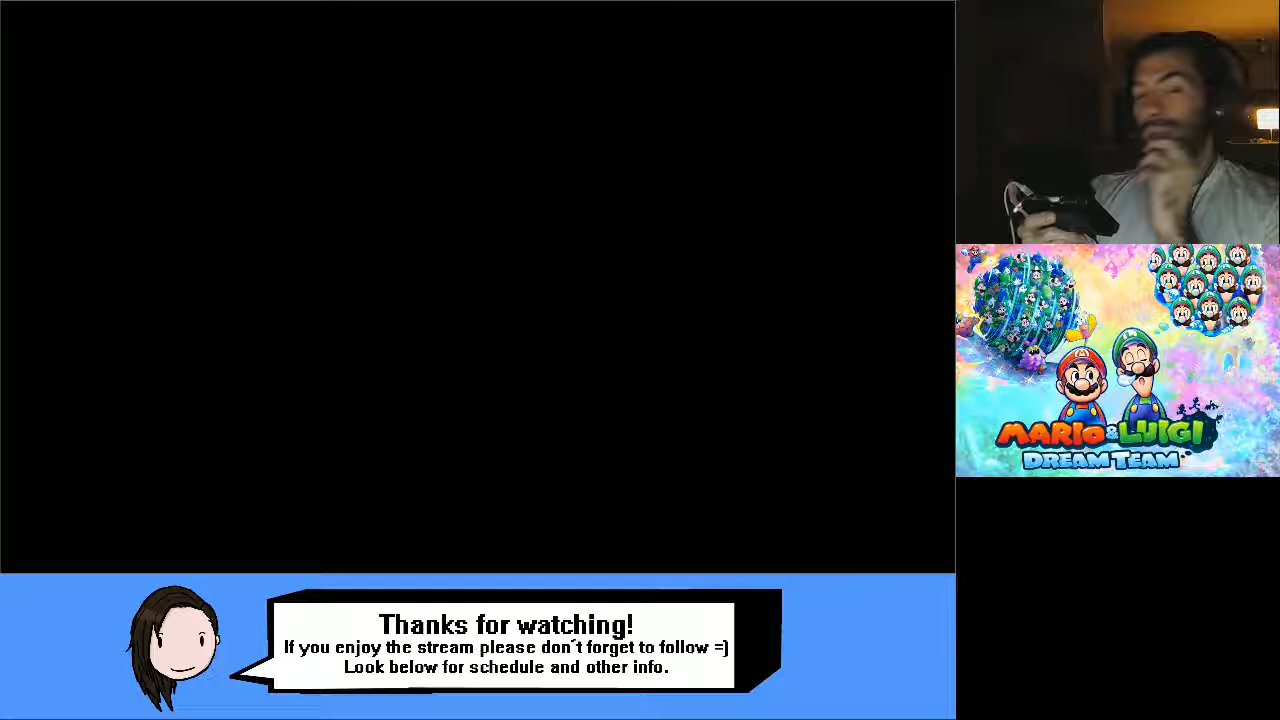 MARIO & LUIGI
DREAM TEAM
Thanks for watching!
If you enjoy the stream please don´t forget to follow =)
Look below for schedule and other info.